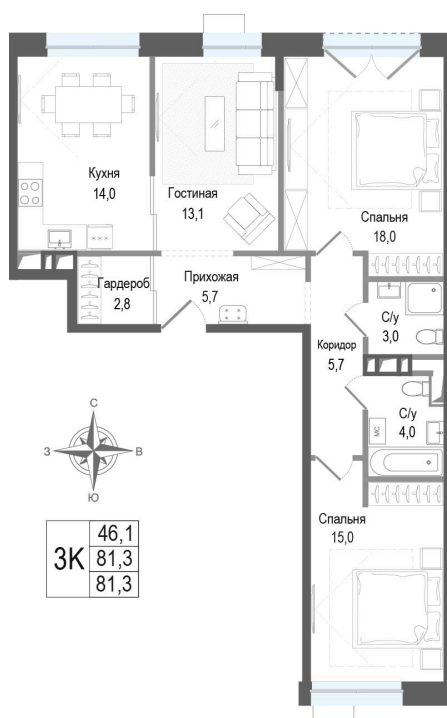 Кухня
14,0
Гостиная
13,1
Спальня
18,0
Гардероб
2,8
Прихожая
5,7
С/у
3,0
Коридор
5,7
С/у
4,0
МС
С
З
В
Ю
Спальня
15,0
3К
46,1
81,3
81,3